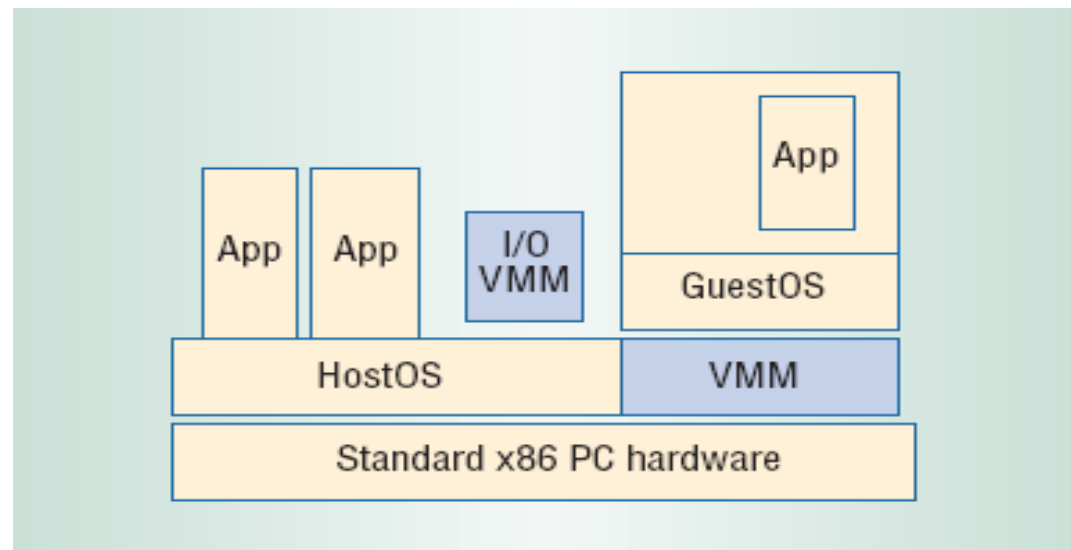 App
App
App
I/O
VMM
GuestOS
HostOS
VMM
Standard x86 PC hardware